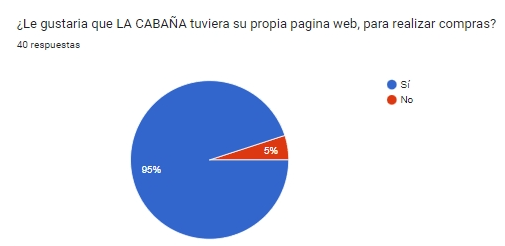 ¿Le gustaria que LA CABAÑA tuviera su propia pagina web, para realizar compras?
40 respuestas
Sí
No
5%
95%